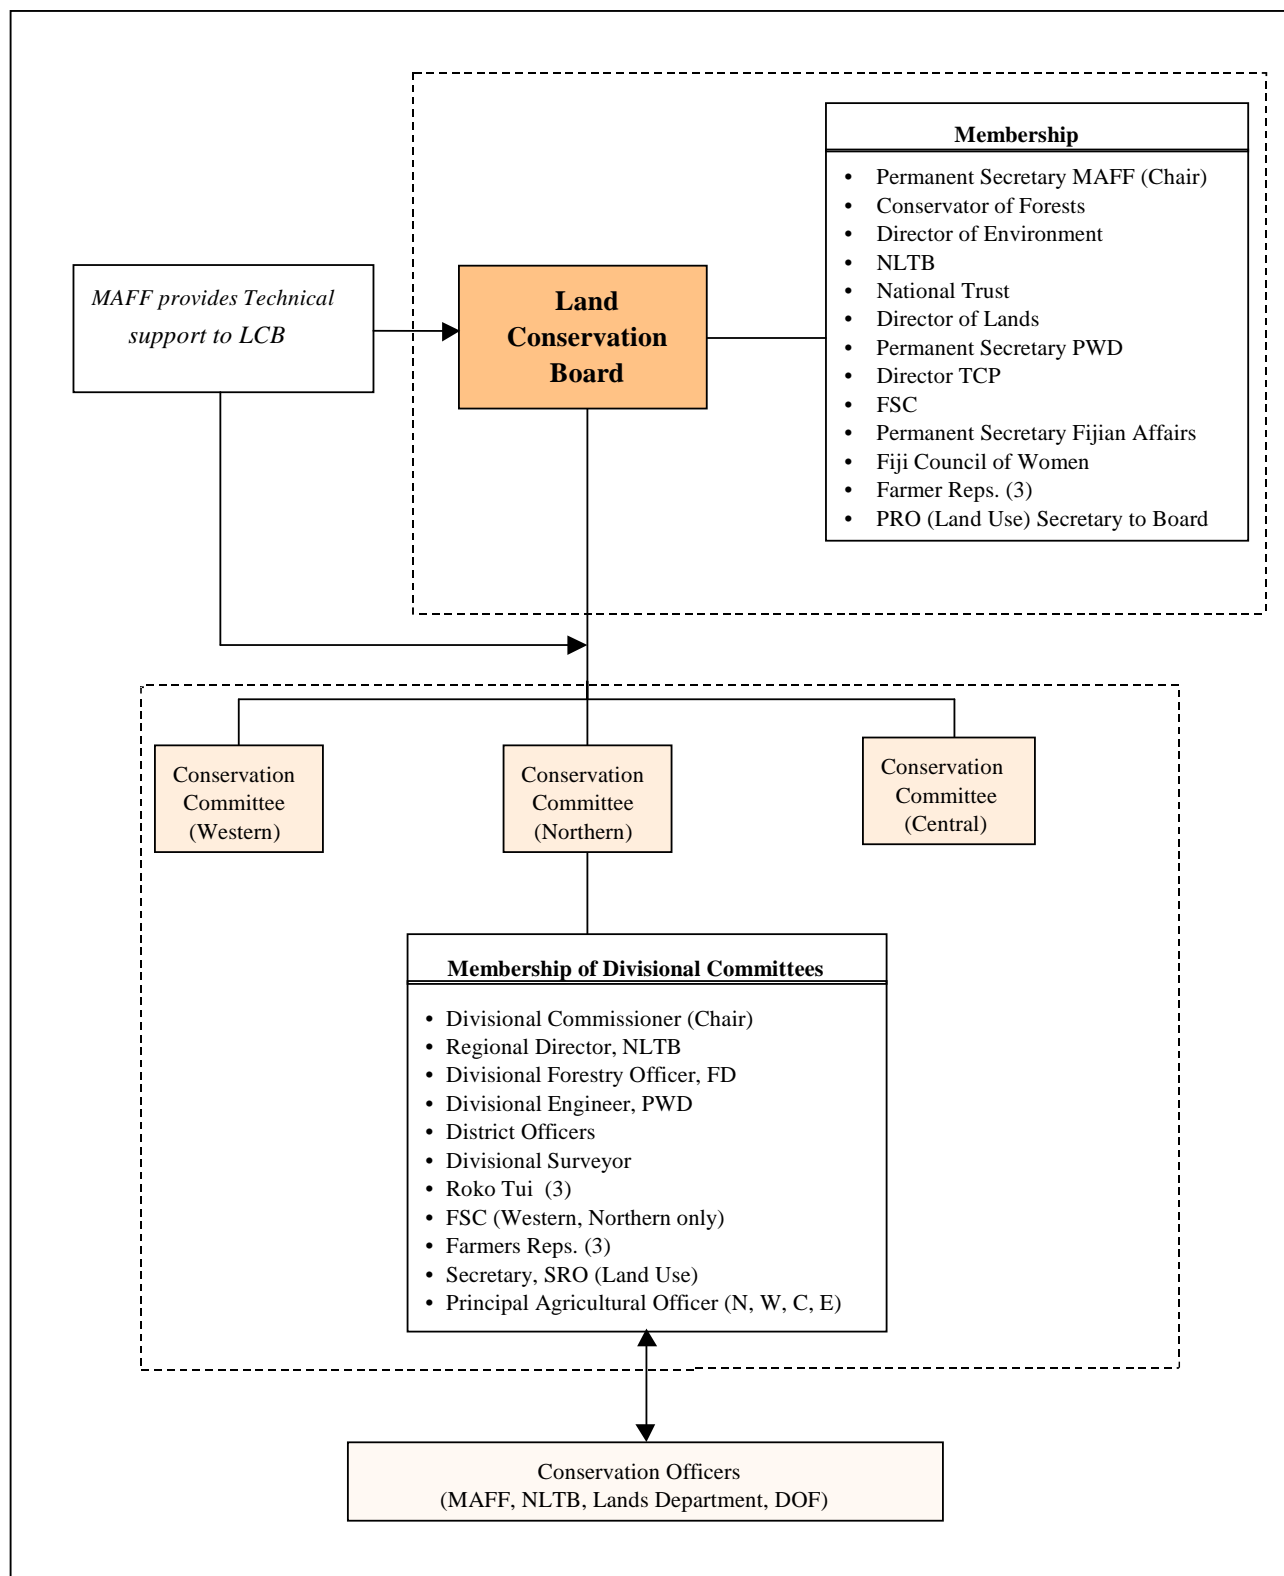 Membership
• Permanent Secretary MAFF (Chair)
• Conservator of Forests
• Director of Environment
• NLTB
• National Trust
• Director of Lands
• Permanent Secretary PWD
• Director TCP
• FSC
• Permanent Secretary Fijian Affairs
• Fiji Council of Women
• Farmer Reps. (3)
• PRO (Land Use) Secretary to Board
MAFF provides Technical
support to LCB
Land
Conservation
Board
Conservation
Committee
(Western)
Conservation
Committee
(Northern)
Conservation
Committee
(Central)
Membership of Divisional Committees
• Divisional Commissioner (Chair)
• Regional Director, NLTB
• Divisional Forestry Officer, FD
• Divisional Engineer, PWD
• District Officers
• Divisional Surveyor
• Roko Tui (3)
• FSC (Western, Northern only)
• Farmers Reps. (3)
• Secretary, SRO (Land Use)
• Principal Agricultural Officer (N, W, C, E)
Conservation Officers
(MAFF, NLTB, Lands Department, DOF)